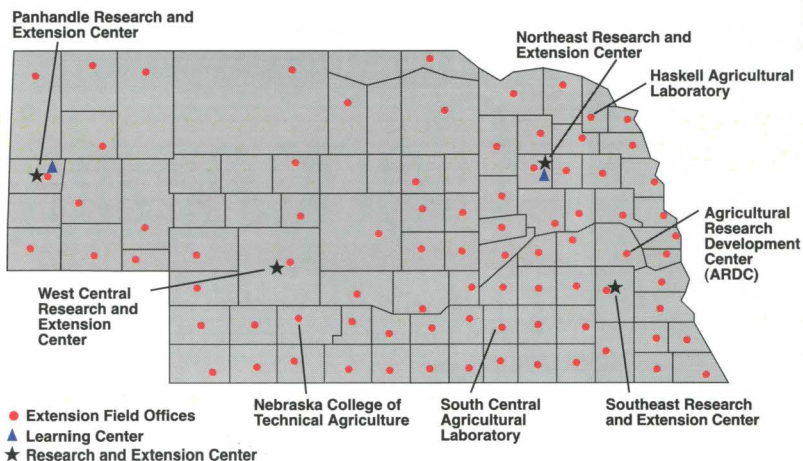 Panhandle Research and
Extension Center
Northeast Research and
Extension Center
Haskell Agricultural
Laboratory
Agricultural
Research
Development
Center
(ARDC)
West Central
Research and
Extension
Center
Nebraska College of
Technical Agriculture
South Central
Agricultural
Laboratory
Southeast Research
and Extension Center
Extension Field Offices
Learning Center
Research and Extension Center